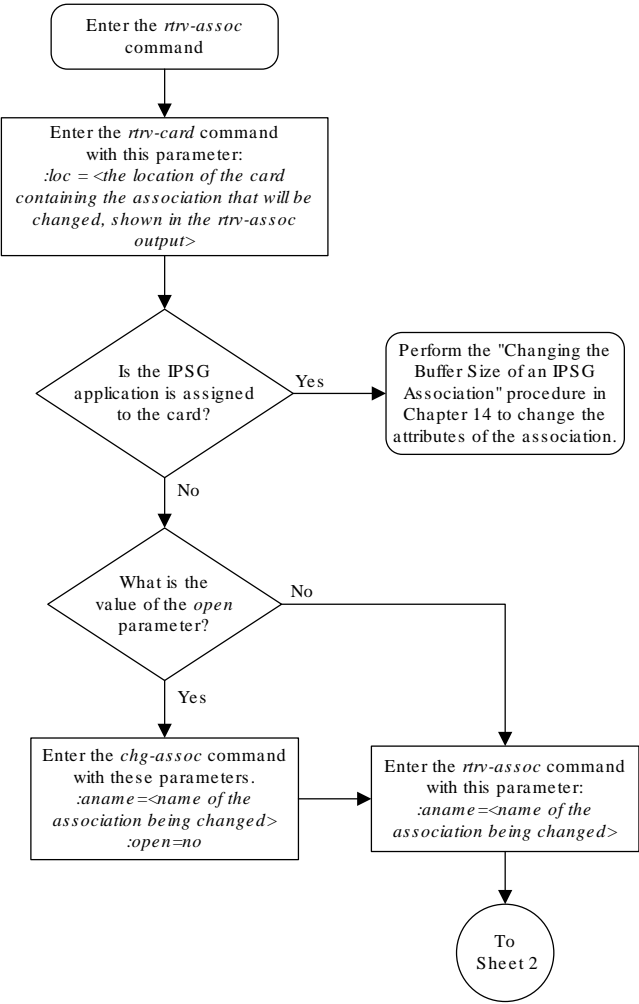 Enter the rtrv-assoc
command
Enter the rtrv-card command
with this parameter:
:loc = <the location of the card
containing the association that will be
changed, shown in the rtrv-assoc
output>
Is the IPSG
application is assigned
to the card?
Yes
Perform the "Changing the
Buffer Size of an IPSG
Association" procedure in
Chapter 14 to change the
attributes of the association.
No
What is the
value of the open
parameter?
No
Yes
Enter the chg-assoc command
with these parameters.
:aname=<name of the
association being changed>
:open=no
Enter the rtrv-assoc command
with this parameter:
:aname=<name of the
association being changed>
To
Sheet 2